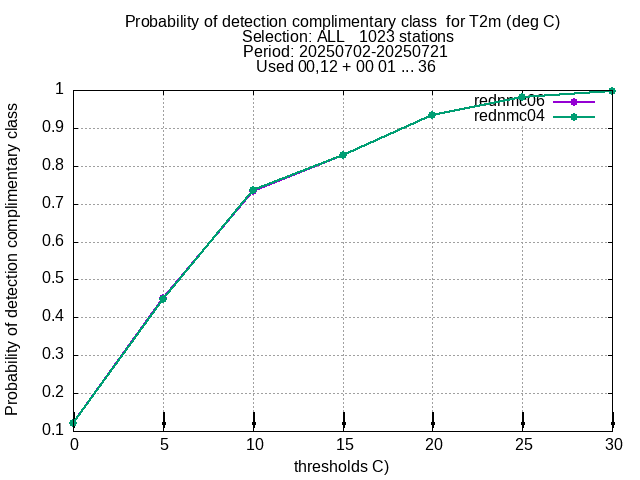 Probability of detection complimentary class  for T2m (deg C)
Selection: ALL   1023 stations
Period: 20250702-20250721
Used 00,12 + 00 01 ... 36
Probability of detection complimentary class
1
0.9
0.8
0.7
0.6
0.5
0.4
0.3
0.2
0.1
rednmc06
rednmc04
0 5 10 15 20 25 30
thresholds C)